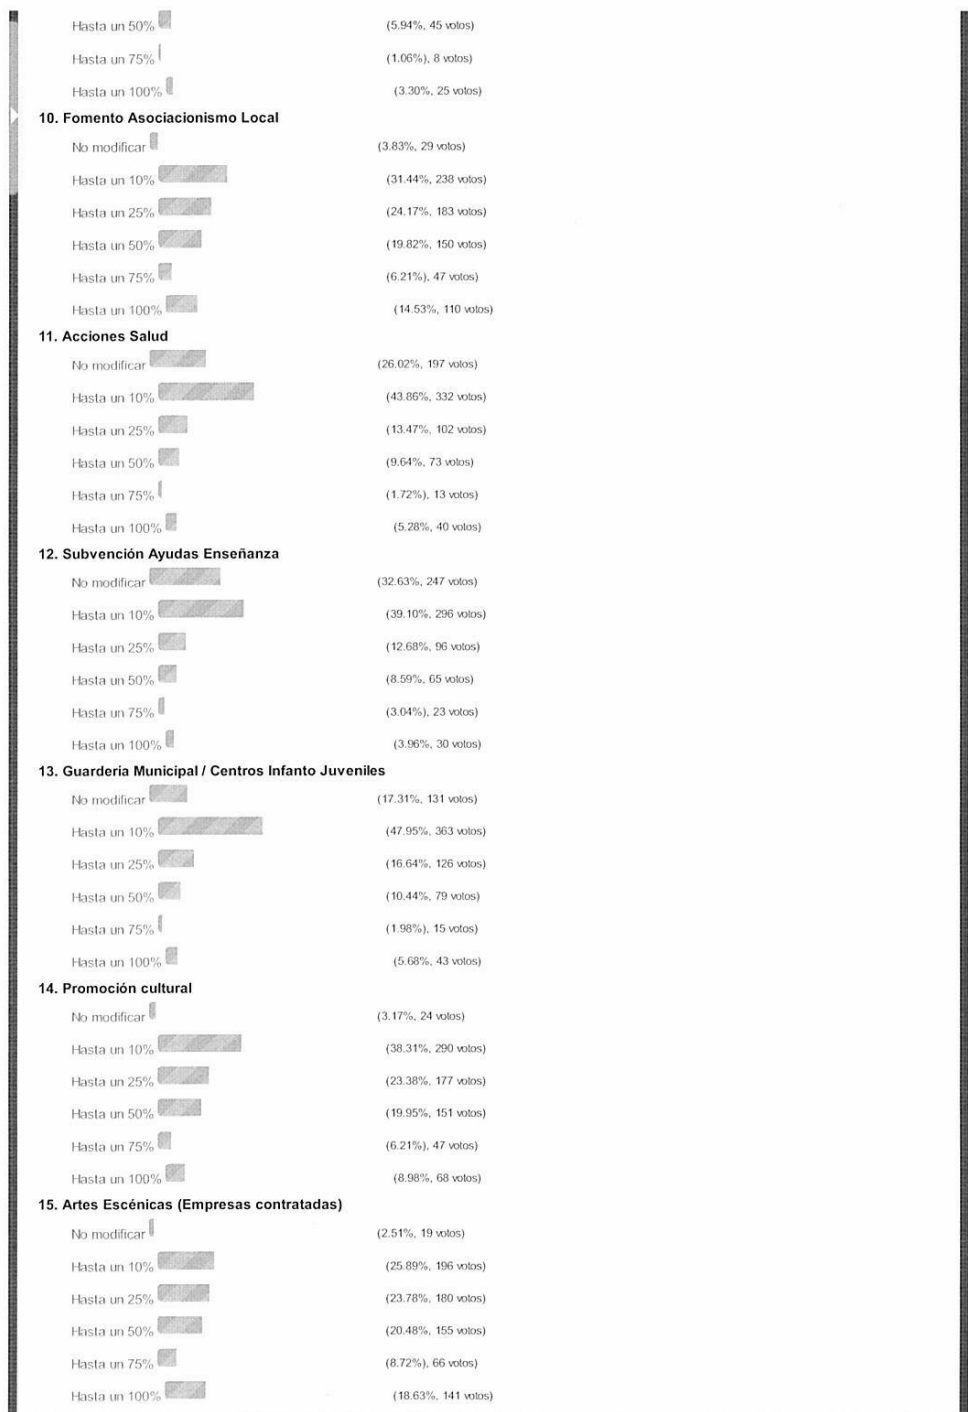 Hasta un 50% (5.94%, 45 votos)
Hasta un 75% (1.06%), 8 votos)
Hasta un 100% (3.30%, 25 votos)
10. Fomento Asociacionismo Local
No modificar (3.83%, 29 votos)
Hasta un 10% (31.44%, 238 votos)
Hasta un 25% (24.17%, 183 votos)
Hasta un 50% (19.82%, 150 votos)
Hasta un 75% (6.21%), 47 votos)
Hasta un 100% (14.53%, 110 votos)
11. Acciones Salud
No modificar (26.02%, 197 votos)
Hasta un 10% (43.86%, 332 votos)
Hasta un 25% (13.47%, 102 votos)
Hasta un 50% (9.64%, 73 votos)
Hasta un 75% (1.72%), 13 votos)
Hasta un 100% (5.28%, 40 votos)
12. Subvención Ayudas Enseñanza
No modificar (32.63%, 247 votos)
Hasta un 10% (39.10%, 296 votos)
Hasta un 25% (12.68%, 96 votos)
Hasta un 50% (8.59%, 65 votos)
Hasta un 75% (3.04%), 23 votos)
Hasta un 100% (3.96%, 30 votos)
13. Guarderia Municipal / Centros Infanto Juveniles
No modificar (17.31%, 131 votos)
Hasta un 10% (47.95%, 363 votos)
Hasta un 25% (16.64%, 126 votos)
Hasta un 50% (10.44%, 79 votos)
Hasta un 75% (1.98%), 15 votos)
Hasta un 100% (5.68%, 43 votos)
14. Promoción cultural
No modificar (3.17%, 24 votos)
Hasta un 10% (38.31%, 290 votos)
Hasta un 25% (23.38%, 177 votos)
Hasta un 50% (19.95%, 151 votos)
Hasta un 75% (6.21%), 47 votos)
Hasta un 100% (8.98%, 68 votos)
15. Artes Escénicas (Empresas contratadas)
No modificar (2.51%, 19 votos)
Hasta un 10% (25.89%, 196 votos)
Hasta un 25% (23.78%, 180 votos)
Hasta un 50% (20.48%, 155 votos)
Hasta un 75% (8.72%), 66 votos)
Hasta un 100% (18.63%, 141 votos)